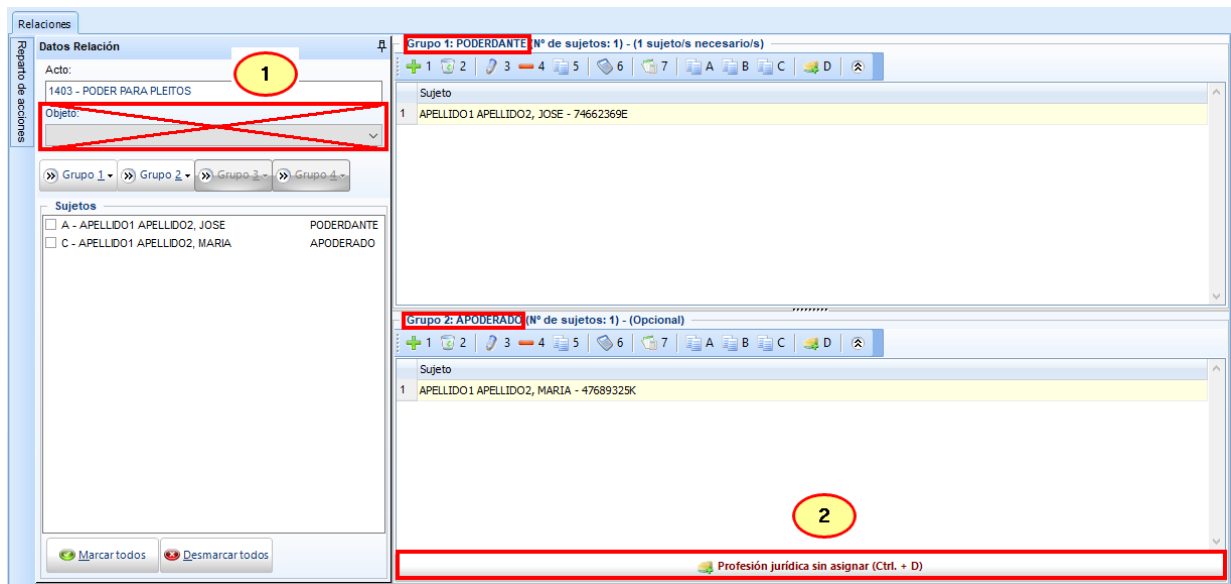 Relaciones
Reparto de acciones
Datos Relación
1
Acto:
1403 - PODER PARA PLEITOS
Objeto:
Grupo 1 Grupo 2 Grupo 3 Grupo 4
Sujetos
A - APELLIDO1 APELLIDO2, JOSE PODERDANTE
C - APELLIDO1 APELLIDO2, MARIA APODERADO
Marcar todos Desmarcar todos
Grupo 1: PODERDANTE (Nº de sujetos: 1) - (1 sujeto/s necesario/s)
1 2 3 4 5 6 7 A B C D
Sujeto
1 APELLIDO1 APELLIDO2, JOSE - 74662369E
Grupo 2: APODERADO (Nº de sujetos: 1) - (Opcional)
1 2 3 4 5 6 7 A B C D
Sujeto
1 APELLIDO1 APELLIDO2, MARIA - 47689325K
2
Profesión jurídica sin asignar (Ctrl. + D)